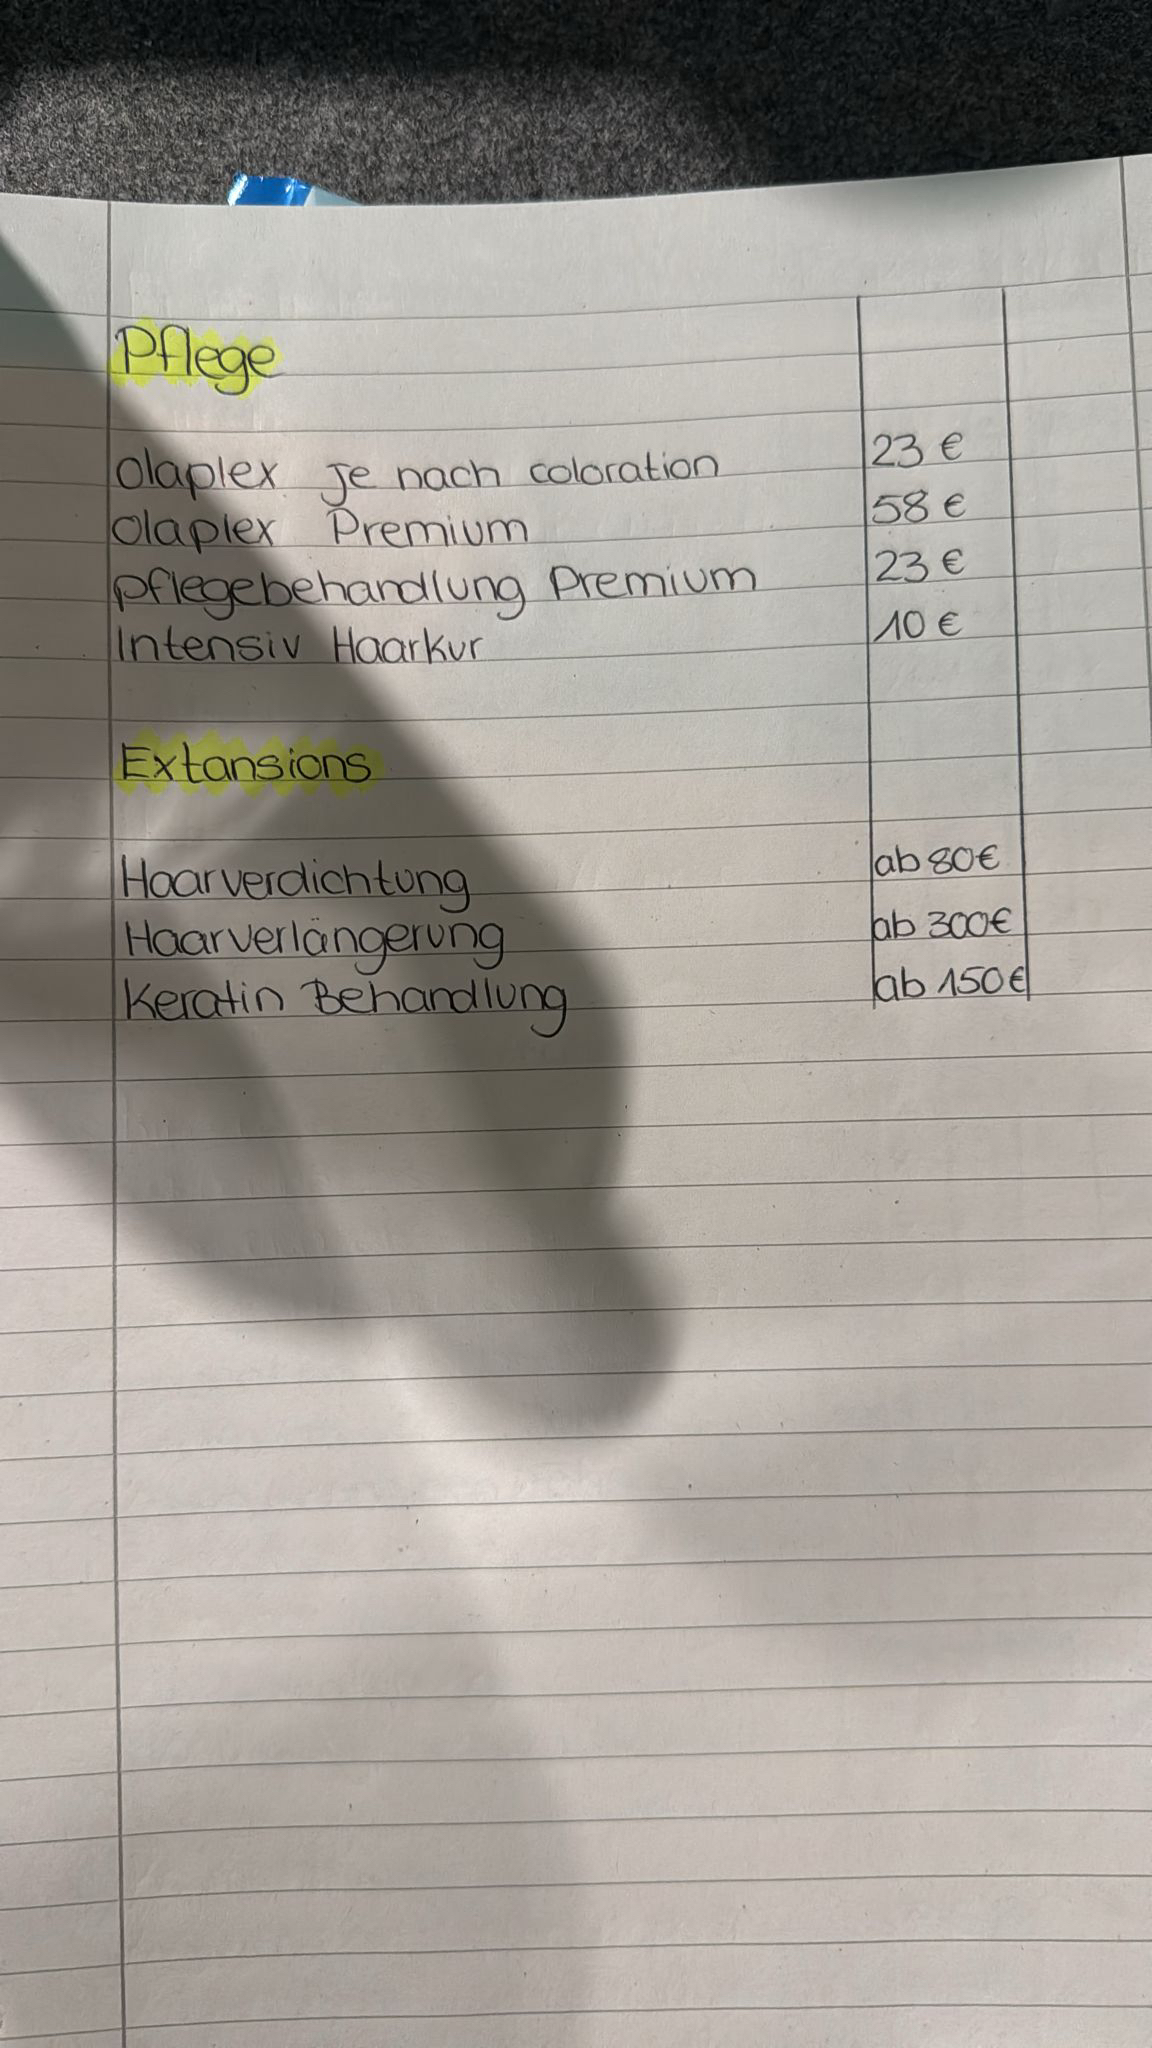 Pflege
Olaplex je nach coloration 23 €
Olaplex Premium 58 €
Pflegebehandlung Premium 23 €
Intensiv Haarkur 10 €
Extansions
Haarverdichtung ab 80€
Haarverlängerung ab 300€
Keratin Behandlung ab 150€